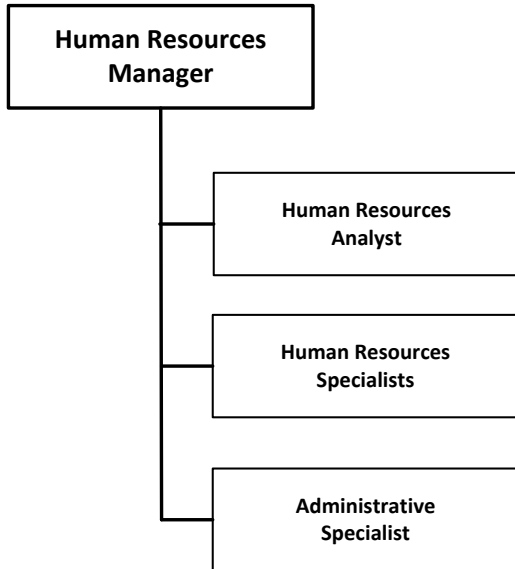 Human Resources
Manager
Human Resources
Analyst
Human Resources
Specialists
Administrative
Specialist